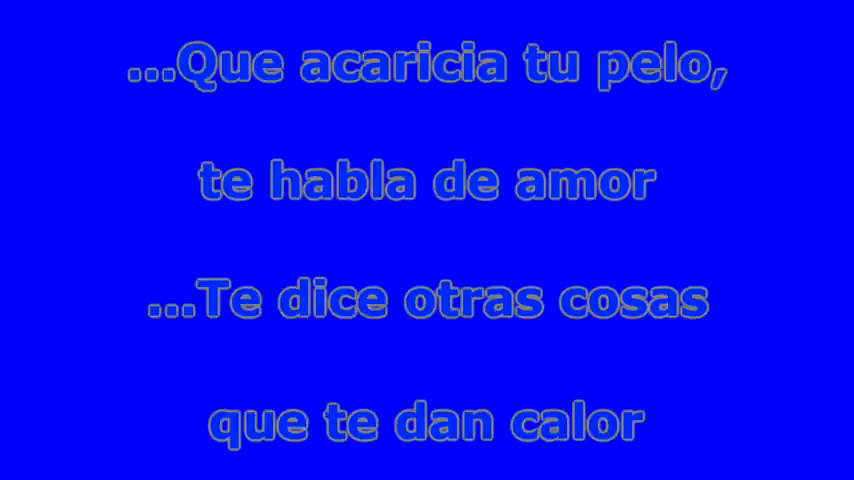 ...Que acaricia tu pelo,
te habla de amor
...Te dice otras cosas
que te dan calor